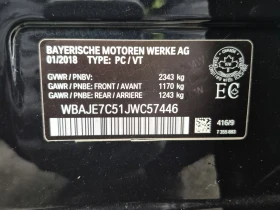 BAYERISCHE MOTOREN WERKE AG
01/2018 TYPE: PC / VT
GVWR / PNBV: 2343 kg
GAWR / PNBE: FRONT / AVANT 1170 kg
GAWR / PNBE: REAR / ARRIERE 1243 kg
WBAJE7C51JWC57446
EC
416/9